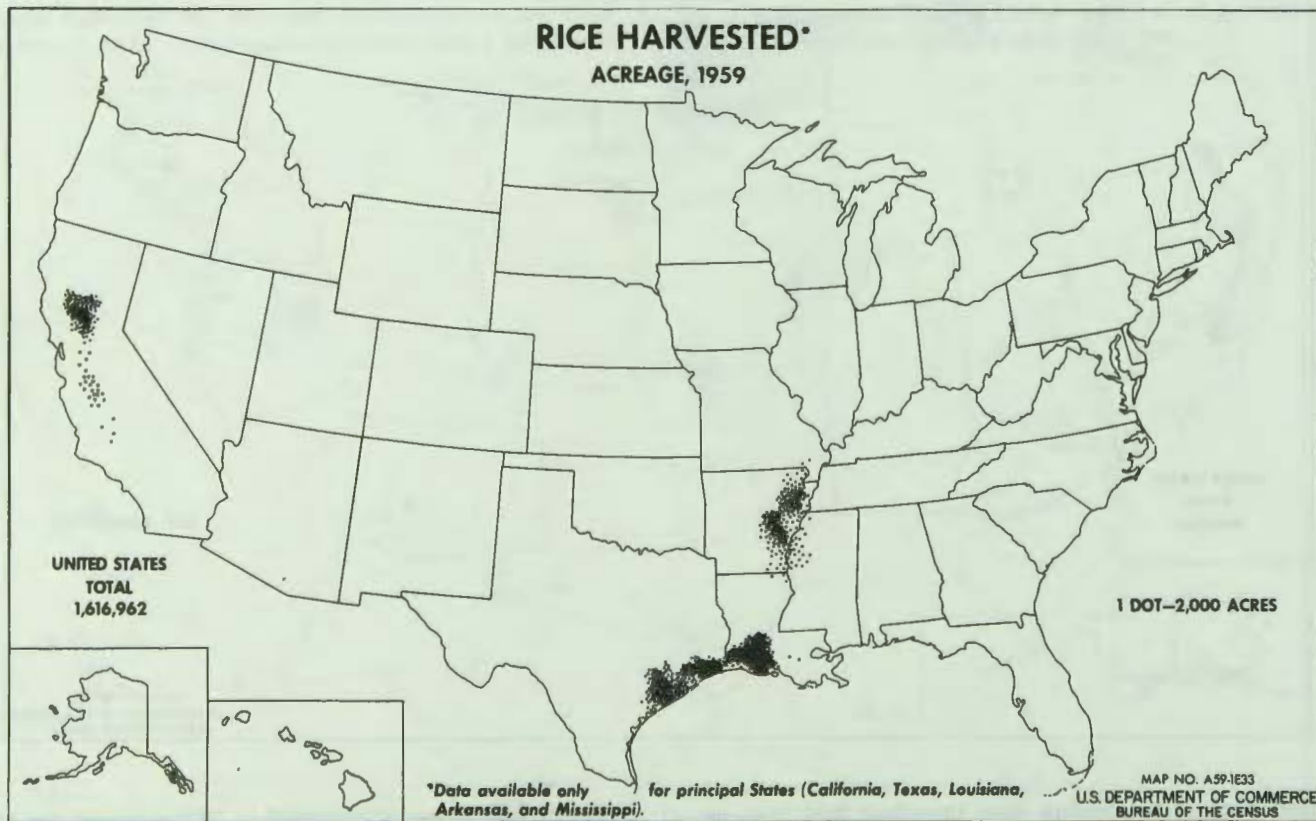 RICE HARVESTED*
ACREAGE, 1959
UNITED STATES
TOTAL
1,616,962
1 DOT—2,000 ACRES
*Data available only for principal States (California, Texas, Louisiana,
Arkansas, and Mississippi).
MAP NO. A59-1E33
U.S. DEPARTMENT OF COMMERCE
BUREAU OF THE CENSUS